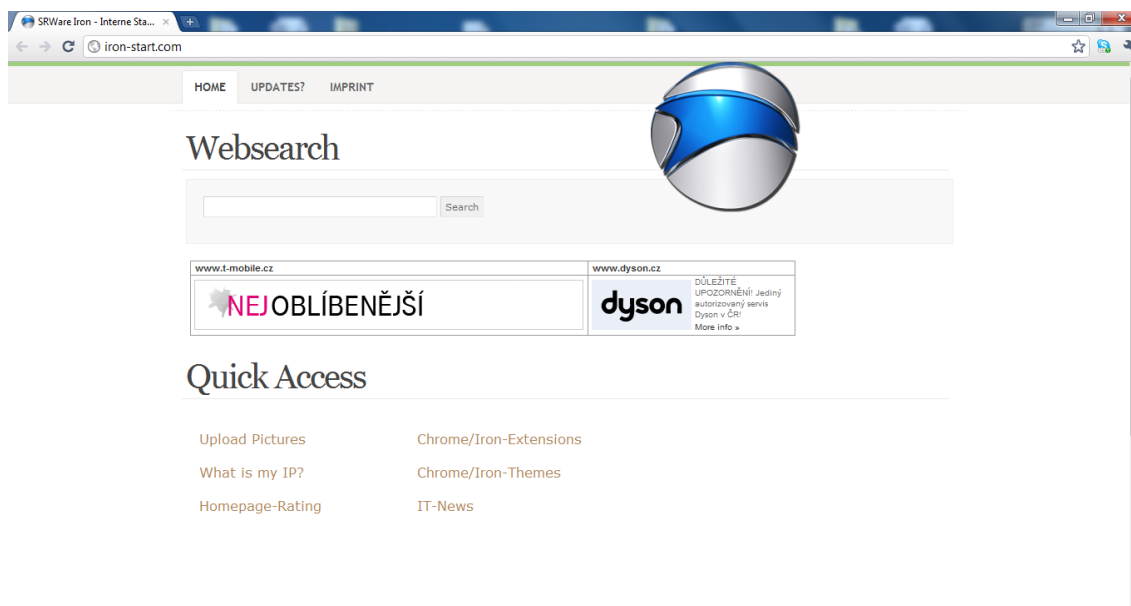 SRWare Iron - Interne Sta...
iron-start.com
HOME UPDATES? IMPRINT
Websearch
Search
www.t-mobile.cz www.dyson.cz
NEJOBLÍBENĚJŠÍ
dyson
DŮLEŽITÉ
UPOZORNĚNÍ! Jediný
autorizovaný servis
Dyson v ČR!
More info »
Quick Access
Upload Pictures Chrome/Iron-Extensions
What is my IP? Chrome/Iron-Themes
Homepage-Rating IT-News